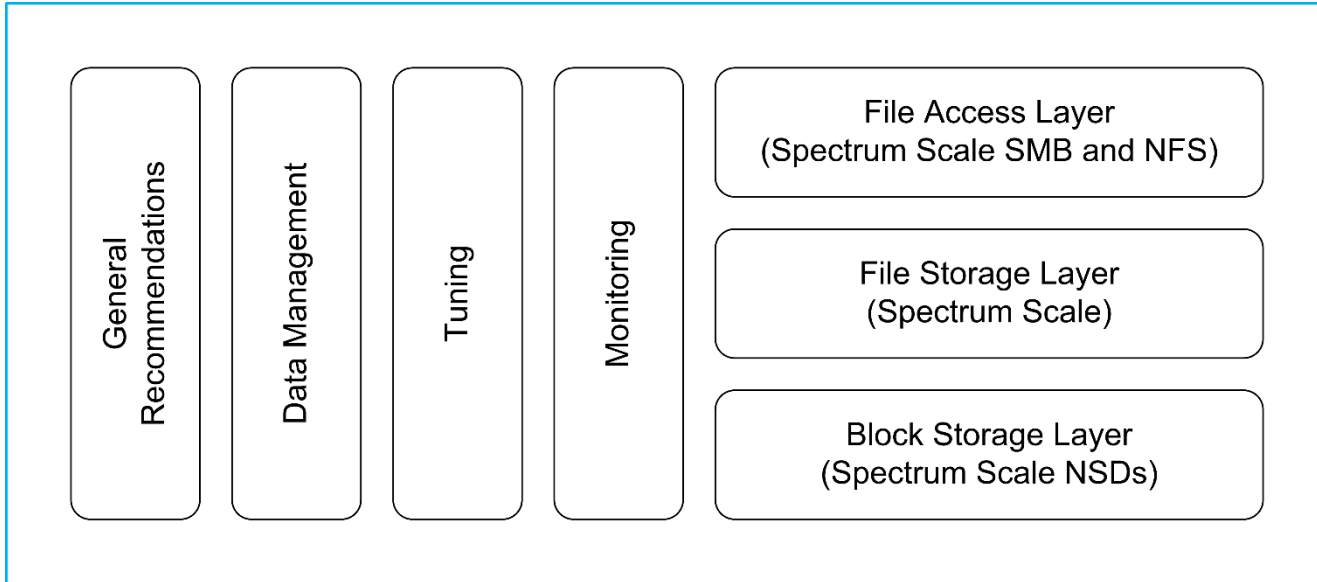 General
Recommendations
Data Management
Tuning
Monitoring
File Access Layer
(Spectrum Scale SMB and NFS)
File Storage Layer
(Spectrum Scale)
Block Storage Layer
(Spectrum Scale NSDs)